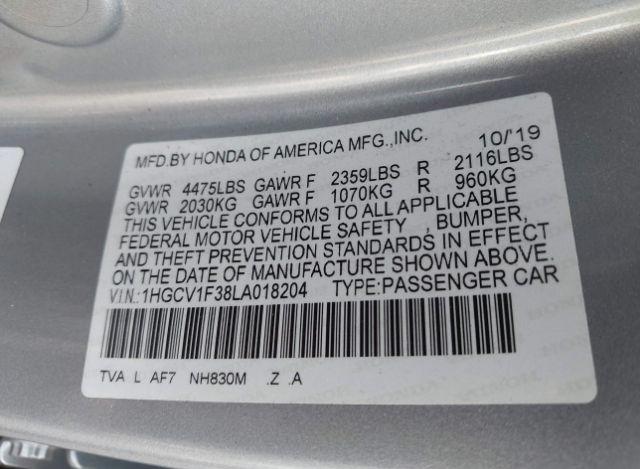 MFD.BY HONDA OF AMERICA MFG.,INC. 10/'19
GVWR 4475LBS GAWR F 2359LBS R 2116LBS
GVWR 2030KG GAWR F 1070KG R 960KG
THIS VEHICLE CONFORMS TO ALL APPLICABLE
FEDERAL MOTOR VEHICLE SAFETY , BUMPER,
AND THEFT PREVENTION STANDARDS IN EFFECT
ON THE DATE OF MANUFACTURE SHOWN ABOVE.
V.I.N.:1HGCV1F38LA018204 TYPE:PASSENGER CAR
TVA L AF7 NH830M .Z .A